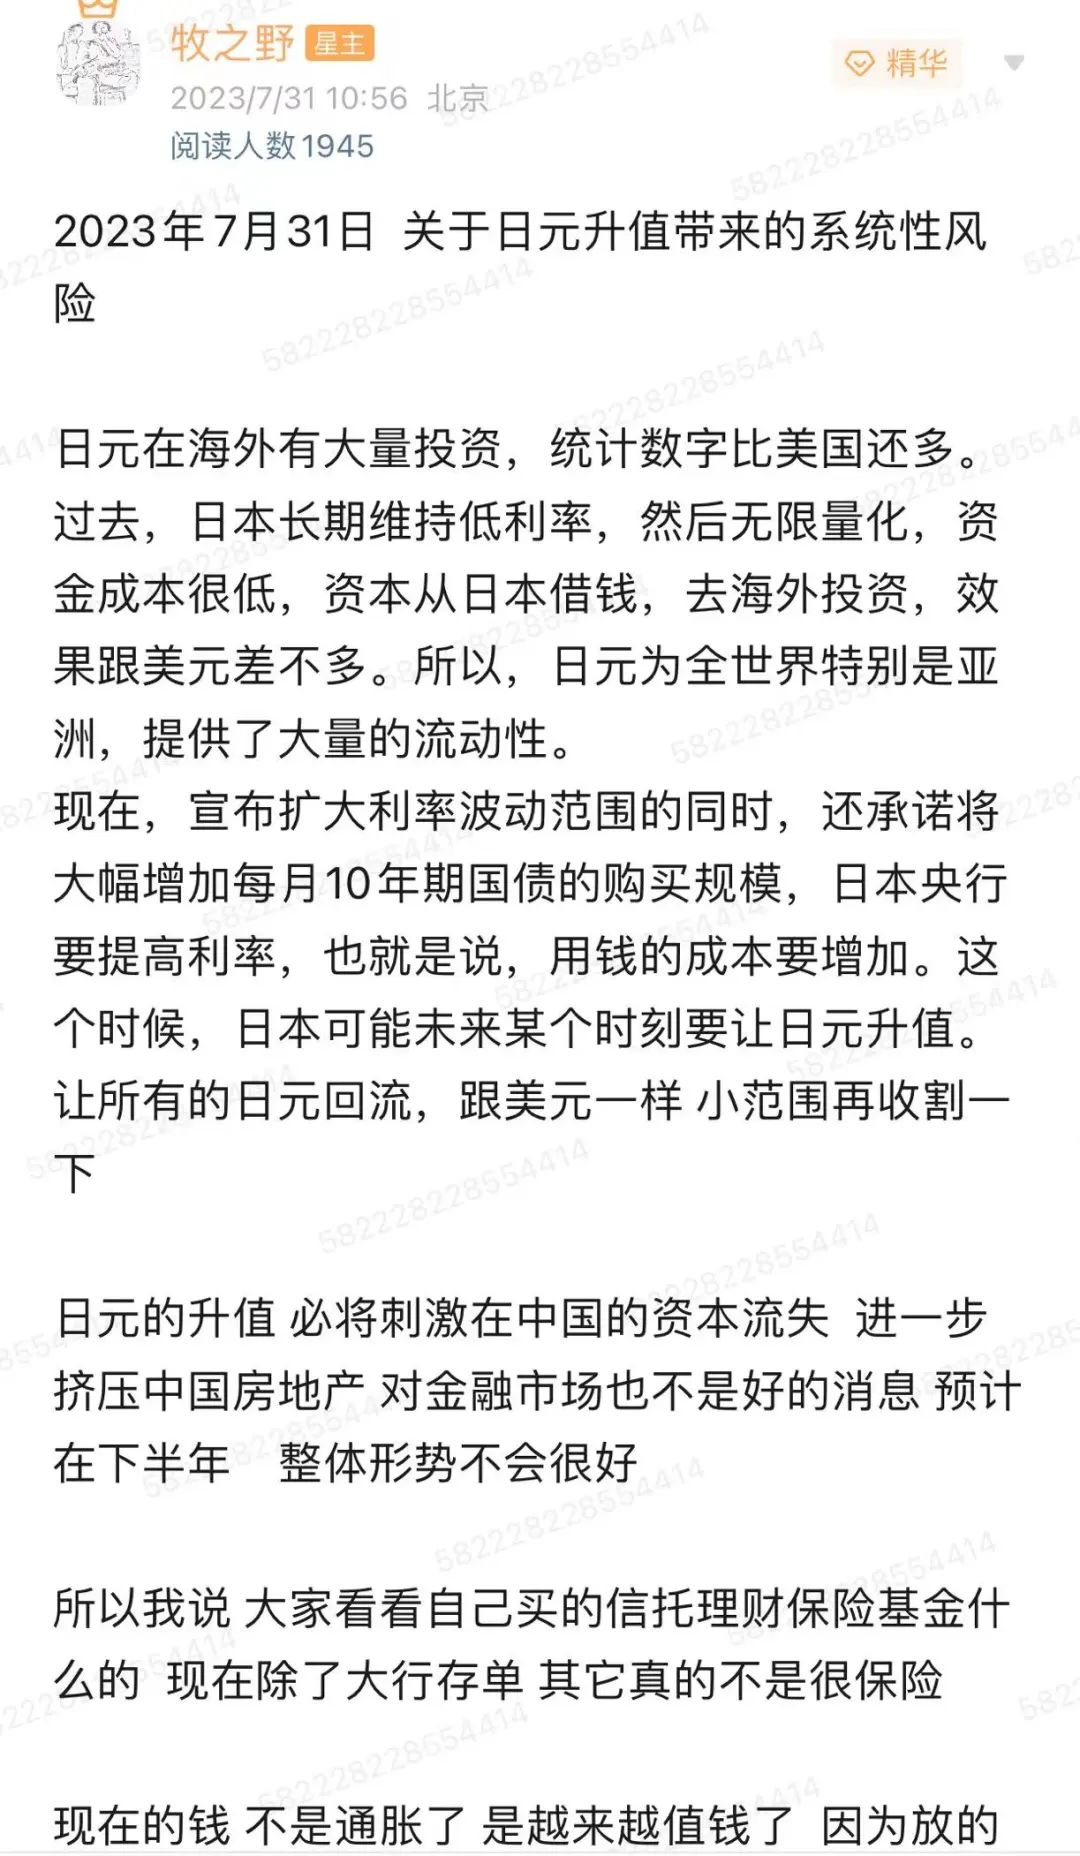 牧之野 星主
精华
2023/7/31 10:56 北京
阅读人数1945
2023年7月31日 关于日元升值带来的系统性风
险
日元在海外有大量投资，统计数字比美国还多。
过去，日本长期维持低利率，然后无限量化，资
金成本很低，资本从日本借钱，去海外投资，效
果跟美元差不多。所以，日元为全世界特别是亚
洲，提供了大量的流动性。
现在，宣布扩大利率波动范围的同时，还承诺将
大幅增加每月10年期国债的购买规模，日本央行
要提高利率，也就是说，用钱的成本要增加。这
个时候，日本可能未来某个时刻要让日元升值。
让所有的日元回流，跟美元一样 小范围再收割一
下
日元的升值 必将刺激在中国的资本流失 进一步
挤压中国房地产 对金融市场也不是好的消息 预计
在下半年 整体形势不会很好
所以我说 大家看看自己买的信托理财保险基金什
么的 现在除了大行存单 其它真的不是很保险
现在的钱 不是通胀了 是越来越值钱了 因为放的
582228228554414